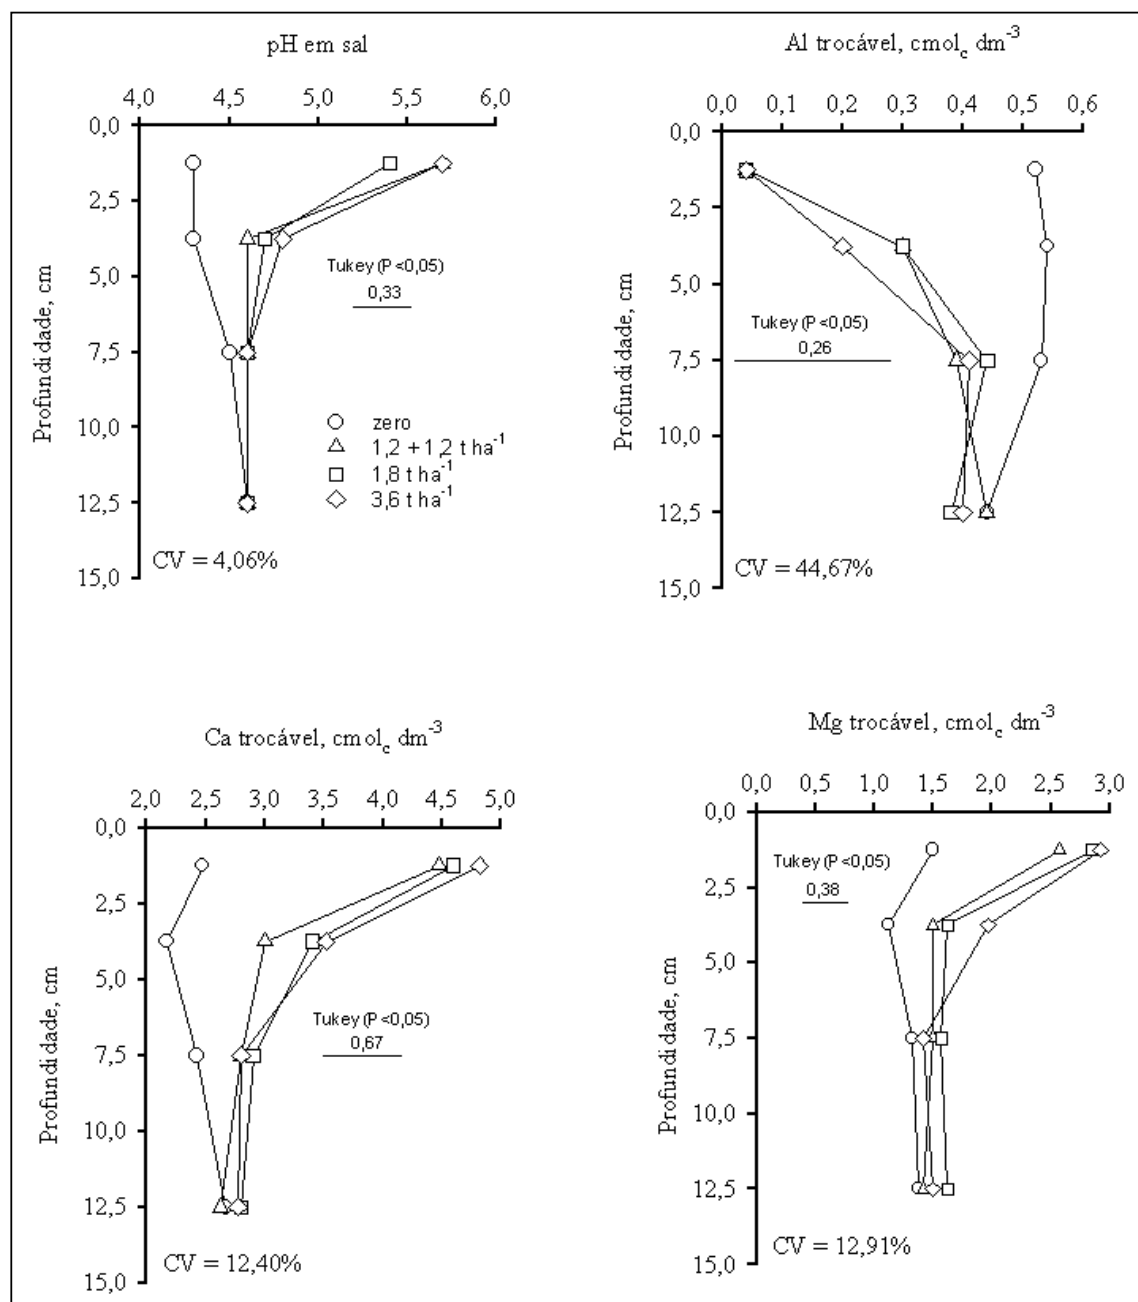 pH em sal
4,0 4,6 5,0 5,5 6,0
0,0
2,5
5,0
7,5
10,0
12,5
15,0
Profundidade, cm
Tukey (P <0,05)
0,33
zero
1,2 + 1,2 t ha⁻¹
1,8 t ha⁻¹
3,6 t ha⁻¹
CV = 4,06%
Al trocável, cmol_c dm⁻³
0,0 0,1 0,2 0,3 0,4 0,5 0,6
0,0
2,5
5,0
7,5
10,0
12,5
15,0
Profundidade, cm
Tukey (P <0,05)
0,26
CV = 44,67%
Ca trocável, cmol_c dm⁻³
2,0 2,5 3,0 3,5 4,0 4,5 5,0
0,0
2,5
5,0
7,5
10,0
12,5
15,0
Profundidade, cm
Tukey (P <0,05)
0,67
CV = 12,40%
Mg trocável, cmol_c dm⁻³
0,0 0,5 1,0 1,5 2,0 2,5 3,0
0,0
2,5
5,0
7,5
10,0
12,5
15,0
Profundidade, cm
Tukey (P <0,05)
0,38
CV = 12,91%